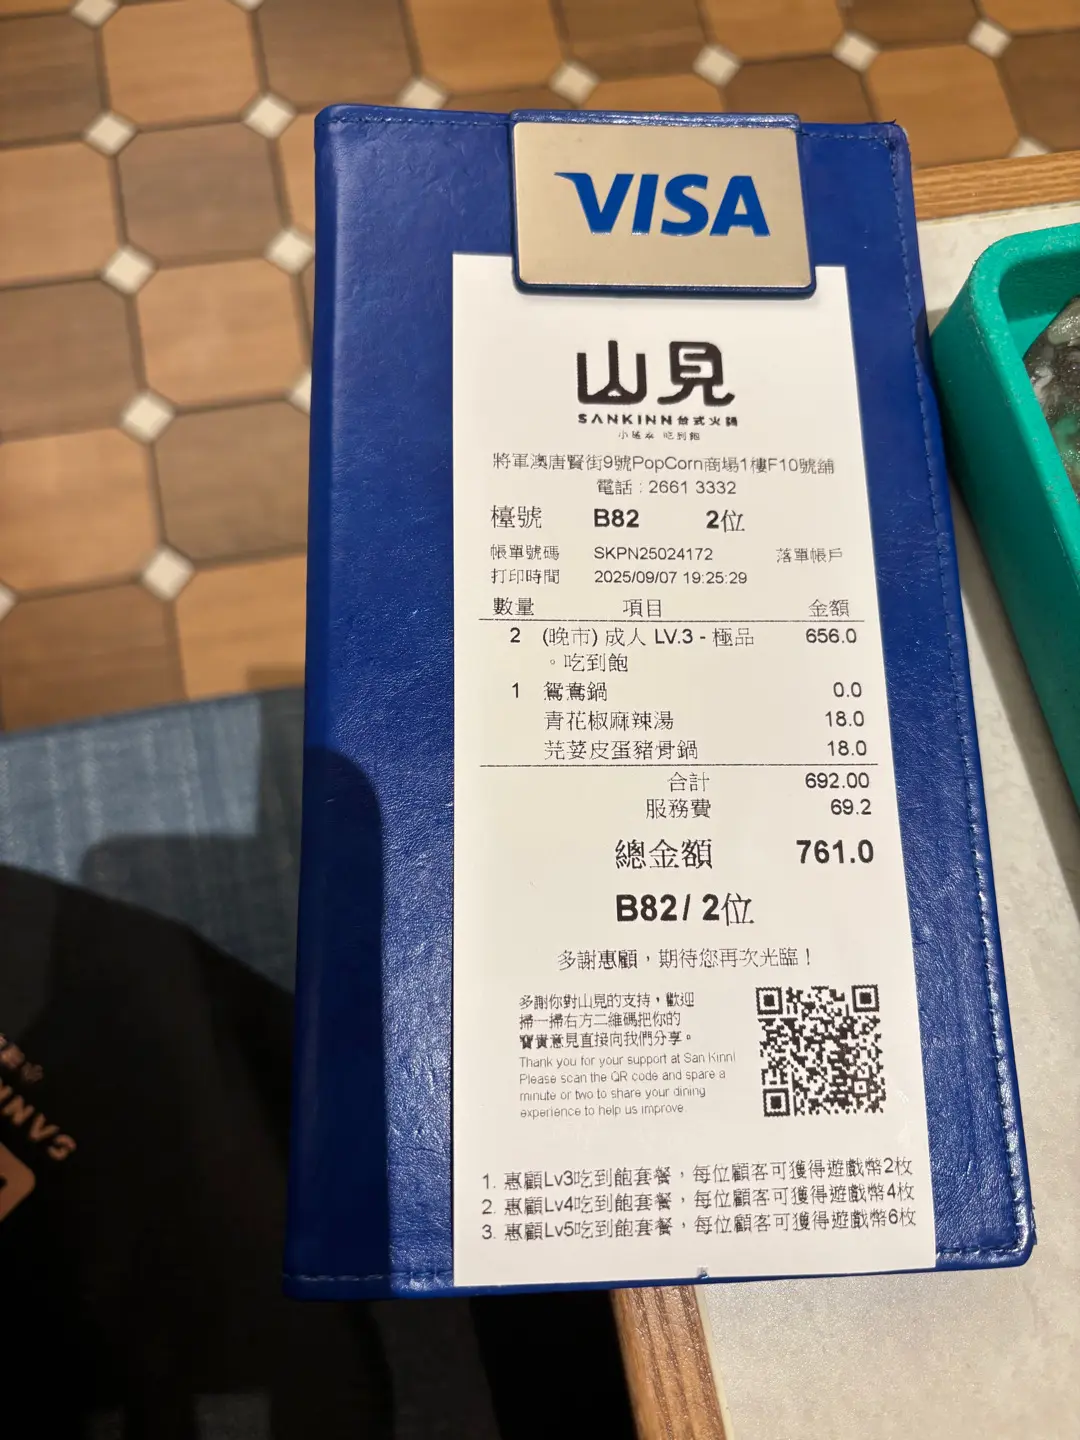 VISA
山見
SANKINN 台式火鍋
將軍澳唐賢街9號PopCorn商場1樓F10號舖
電話 : 2661 3332
檯號 B82 2位
帳單號碼 SKPN25024172 落單帳戶
打印時間 2025/09/07 19:25:29
數量 項目 金額
2 (晚市) 成人 LV.3 - 極品 656.0
。吃到飽
1 鴛鴦鍋 0.0
青花椒麻辣湯 18.0
芫荽皮蛋豬骨鍋 18.0
合計 692.00
服務費 69.2
總金額 761.0
B82/ 2位
多謝惠顧，期待您再次光臨！
多謝你對山見的支持，歡迎
掃一掃右方二維碼把你的
寶貴意見直接向我們分享。
Thank you for your support at San Kinn!
Please scan the QR code and spare a
minute or two to share your dining
experience to help us improve
1. 惠顧Lv3吃到飽套餐，每位顧客可獲得遊戲幣2枚
2. 惠顧Lv4吃到飽套餐，每位顧客可獲得遊戲幣4枚
3. 惠顧Lv5吃到飽套餐，每位顧客可獲得遊戲幣6枚
SANK